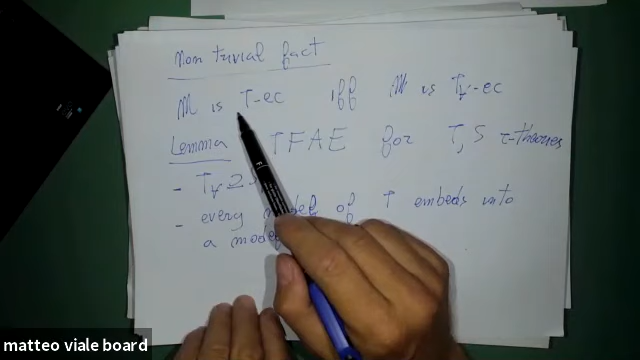 Non trivial fact
M is T-ec iff M is T∀-ec
Lemma TFAE for T, S τ-theories
- T∀ ⊇
- every model of T embeds into
a model
matteo viale board